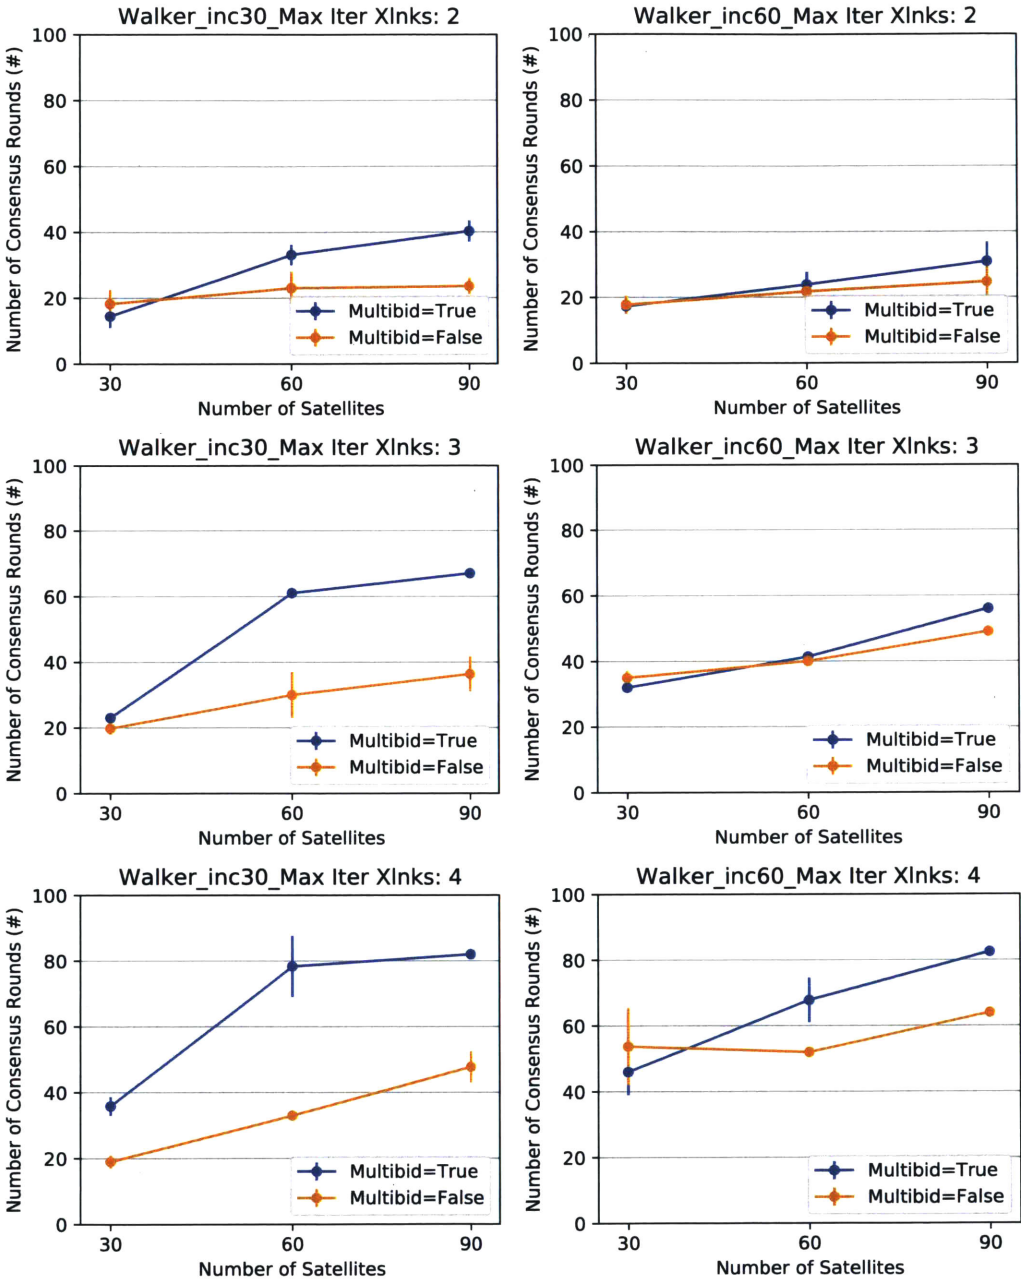 Walker_inc30_Max Iter Xlnks: 2
Number of Consensus Rounds (#)
100
80
60
40
20
0
30 60 90
Number of Satellites
Multibid=True
Multibid=False
Walker_inc60_Max Iter Xlnks: 2
Number of Consensus Rounds (#)
100
80
60
40
20
0
30 60 90
Number of Satellites
Multibid=True
Multibid=False
Walker_inc30_Max Iter Xlnks: 3
Number of Consensus Rounds (#)
100
80
60
40
20
0
30 60 90
Number of Satellites
Multibid=True
Multibid=False
Walker_inc60_Max Iter Xlnks: 3
Number of Consensus Rounds (#)
100
80
60
40
20
0
30 60 90
Number of Satellites
Multibid=True
Multibid=False
Walker_inc30_Max Iter Xlnks: 4
Number of Consensus Rounds (#)
100
80
60
40
20
0
30 60 90
Number of Satellites
Multibid=True
Multibid=False
Walker_inc60_Max Iter Xlnks: 4
Number of Consensus Rounds (#)
100
80
60
40
20
0
30 60 90
Number of Satellites
Multibid=True
Multibid=False